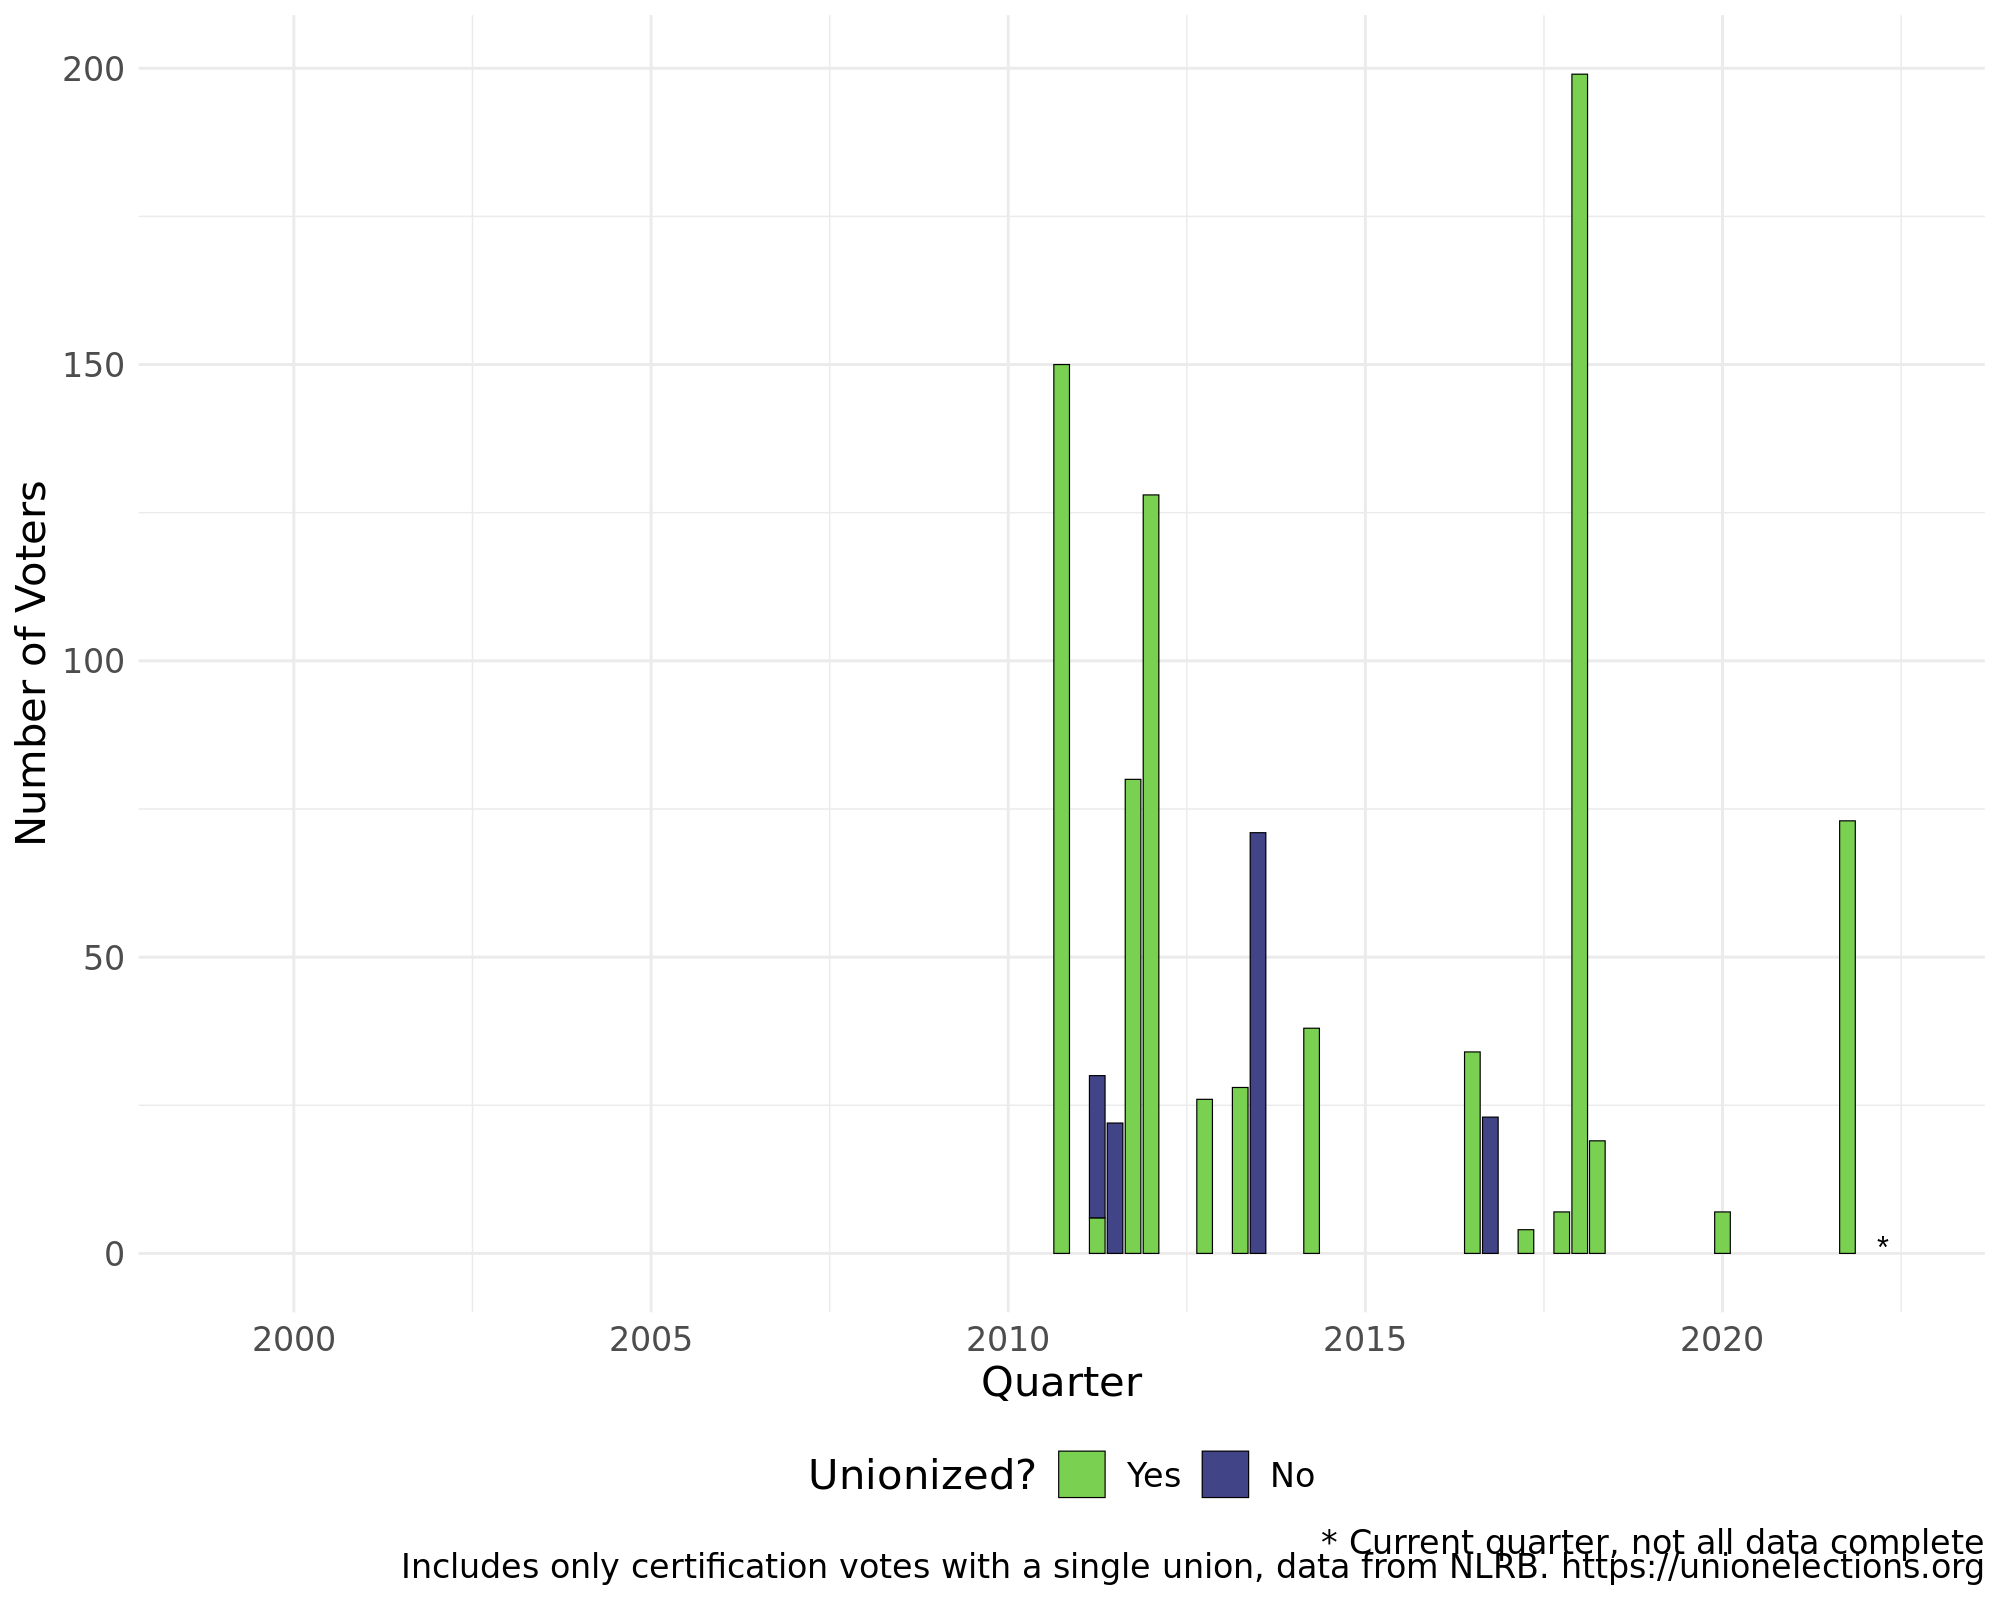 200
150
100
50
0
Number of Voters
*
2000 2005 2010 2015 2020
Quarter
Unionized? Yes No
* Current quarter, not all data complete
Includes only certification votes with a single union, data from NLRB. https://unionelections.org